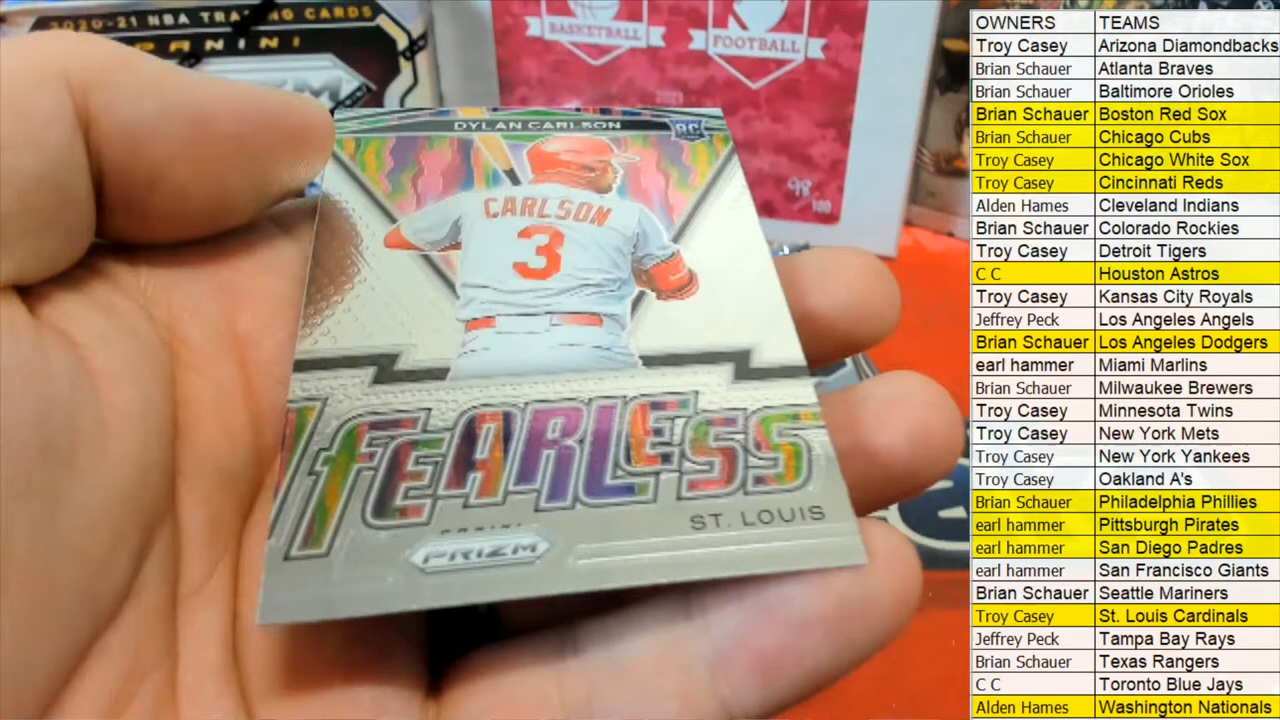 2020-21 NBA TRADING CARDS
PANINI
BASKETBALL
FOOTBALL
98/100
DYLAN CARLSON
RC
CARLSON
3
FEARLESS
ST. LOUIS
PANINI
PRIZM
OWNERS TEAMS
Troy Casey Arizona Diamondbacks
Brian Schauer Atlanta Braves
Brian Schauer Baltimore Orioles
Brian Schauer Boston Red Sox
Brian Schauer Chicago Cubs
Troy Casey Chicago White Sox
Troy Casey Cincinnati Reds
Alden Hames Cleveland Indians
Brian Schauer Colorado Rockies
Troy Casey Detroit Tigers
C C Houston Astros
Troy Casey Kansas City Royals
Jeffrey Peck Los Angeles Angels
Brian Schauer Los Angeles Dodgers
earl hammer Miami Marlins
Brian Schauer Milwaukee Brewers
Troy Casey Minnesota Twins
Troy Casey New York Mets
Troy Casey New York Yankees
Troy Casey Oakland A's
Brian Schauer Philadelphia Phillies
earl hammer Pittsburgh Pirates
earl hammer San Diego Padres
earl hammer San Francisco Giants
Brian Schauer Seattle Mariners
Troy Casey St. Louis Cardinals
Jeffrey Peck Tampa Bay Rays
Brian Schauer Texas Rangers
C C Toronto Blue Jays
Alden Hames Washington Nationals